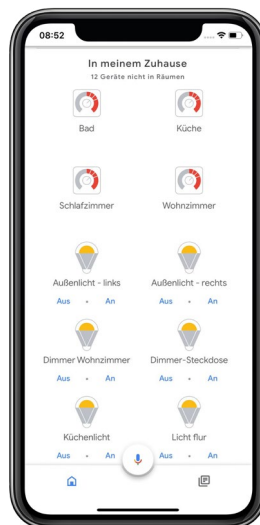 08:52
In meinem Zuhause
12 Geräte nicht in Räumen
Bad
Küche
Schlafzimmer
Wohnzimmer
Außenlicht - links
Außenlicht - rechts
Aus • An
Aus • An
Dimmer Wohnzimmer
Dimmer-Steckdose
Aus • An
Aus • An
Küchenlicht
Licht flur
Aus • An
Aus • An